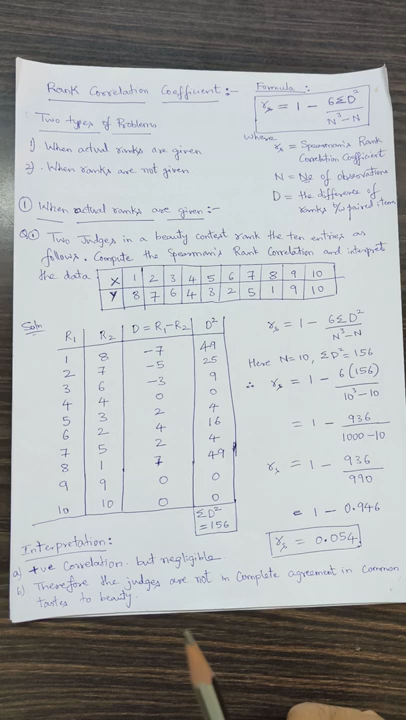 Rank Correlation Coefficient:-
Formula:
rₛ = 1 - 6ΣD² / N³-N
Two types of Problems
1) When actual ranks are given
2). When ranks are not given
Where
rₛ = Spearman's Rank
Correlation Coefficient
N = No of observations
D = the difference of
ranks b/w paired items
① When actual ranks are given:-
Q① Two Judges in a beauty contest rank the ten entries as
follows. Compute the Spearman's Rank Correlation and interpret
the data
X 1 2 3 4 5 6 7 8 9 10
Y 8 7 6 4 3 2 5 1 9 10
Soln
R₁ R₂ D = R₁-R₂ D²
1 8 -7 49
2 7 -5 25
3 6 -3 9
4 4 0 0
5 3 2 4
6 2 4 16
7 5 2 4
8 1 7 49
9 9 0 0
10 10 0 0
ΣD²
=156
rₛ = 1 - 6ΣD² / N³-N
Here N=10, ΣD²=156
∴ rₛ = 1 - 6(156) / 10³-10
= 1 - 936 / 1000-10
rₛ = 1 - 936 / 990
= 1 - 0.946
rₛ = 0.054
Interpretation:
a) +ve Correlation but negligible
b) Therefore the judges are not in complete agreement in common
tastes to beauty.